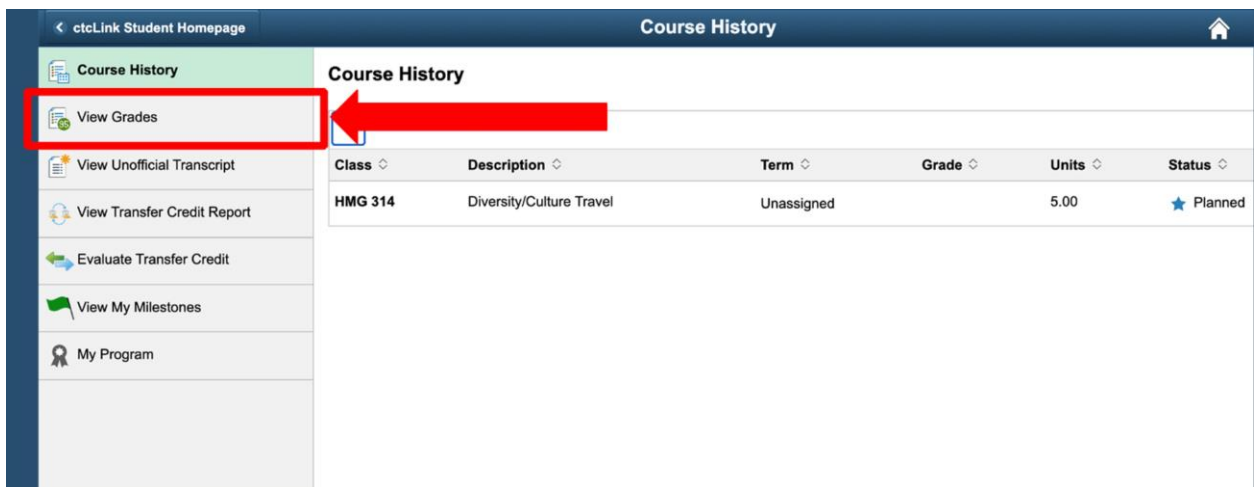 ctcLink Student Homepage
Course History
Course History
View Grades
View Unofficial Transcript
View Transfer Credit Report
Evaluate Transfer Credit
View My Milestones
My Program
Course History
Class Description Term Grade Units Status
HMG 314 Diversity/Culture Travel Unassigned 5.00 Planned